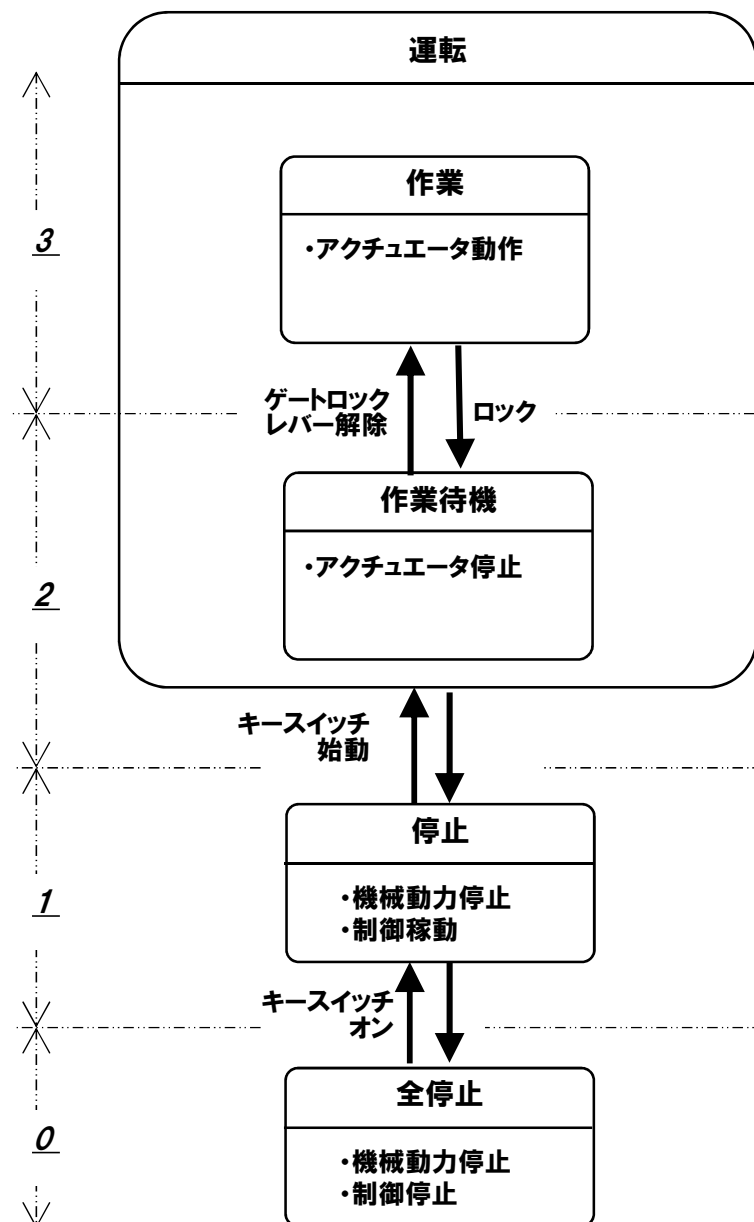 運転
作業
・アクチュエータ動作
3
ゲートロック
レバー解除
ロック
作業待機
・アクチュエータ停止
2
キースイッチ
始動
停止
・機械動力停止
・制御稼動
1
キースイッチ
オン
全停止
・機械動力停止
・制御停止
0